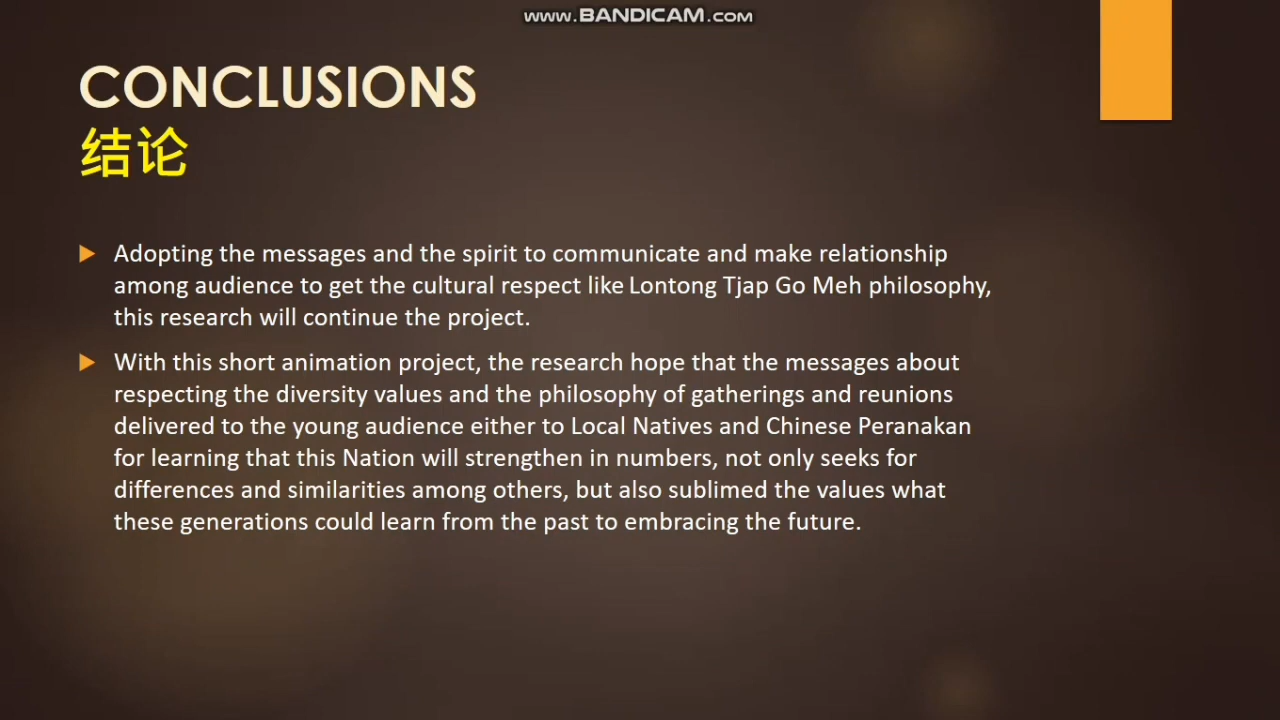 www.BANDICAM.com
CONCLUSIONS
结论
Adopting the messages and the spirit to communicate and make relationship
among audience to get the cultural respect like Lontong Tjap Go Meh philosophy,
this research will continue the project.
With this short animation project, the research hope that the messages about
respecting the diversity values and the philosophy of gatherings and reunions
delivered to the young audience either to Local Natives and Chinese Peranakan
for learning that this Nation will strengthen in numbers, not only seeks for
differences and similarities among others, but also sublimed the values what
these generations could learn from the past to embracing the future.